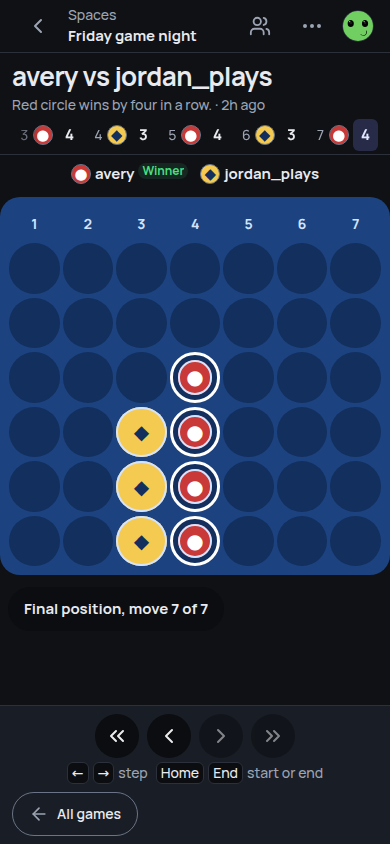 Spaces
Friday game night
avery vs jordan_plays
Red circle wins by four in a row. · 2h ago
3 4 4 3 5 4 6 3 7 4
avery Winner jordan_plays
1 2 3 4 5 6 7
Final position, move 7 of 7
← → step Home End start or end
All games